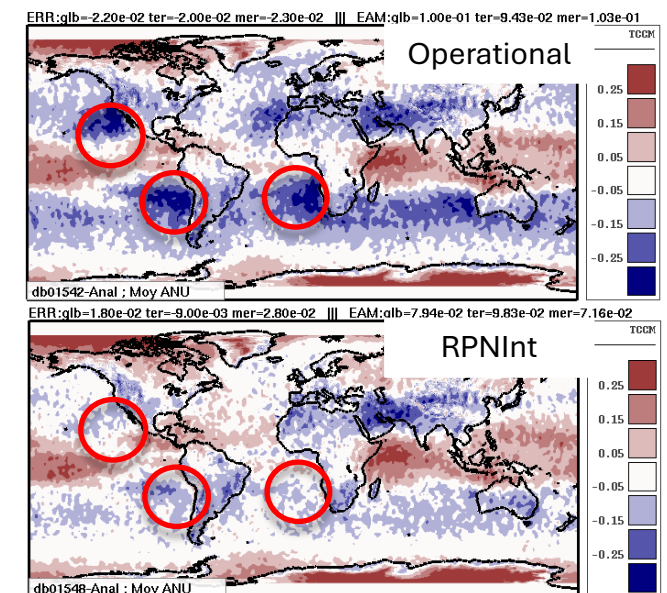 ERR:glb=-2.20e-02 ter=-2.00e-02 mer=-2.30e-02 ||| EAM:glb=1.00e-01 ter=9.43e-02 mer=1.03e-01
Operational
TCCM
0.25
0.15
0.05
-0.05
-0.15
-0.25
db01542-Anal ; Moy ANU
ERR:glb=1.80e-02 ter=-9.00e-03 mer=2.80e-02 ||| EAM:glb=7.94e-02 ter=9.83e-02 mer=7.16e-02
RPNInt
TCCM
0.25
0.15
0.05
-0.05
-0.15
-0.25
db01548-Anal ; Moy ANU